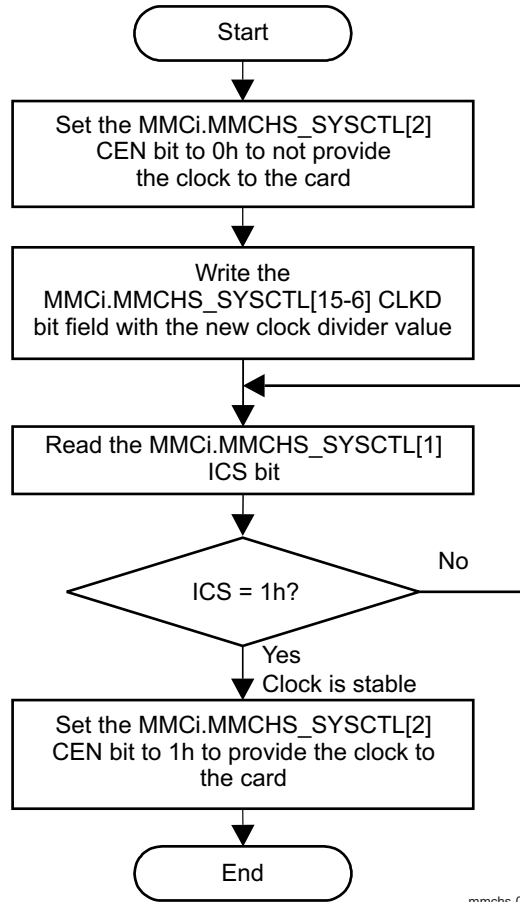 Start
Set the MMCi.MMCHS_SYSCTL[2]
CEN bit to 0h to not provide
the clock to the card
Write the
MMCi.MMCHS_SYSCTL[15-6] CLKD
bit field with the new clock divider value
Read the MMCi.MMCHS_SYSCTL[1]
ICS bit
ICS = 1h?
No
Yes
Clock is stable
Set the MMCi.MMCHS_SYSCTL[2]
CEN bit to 1h to provide the clock to
the card
End